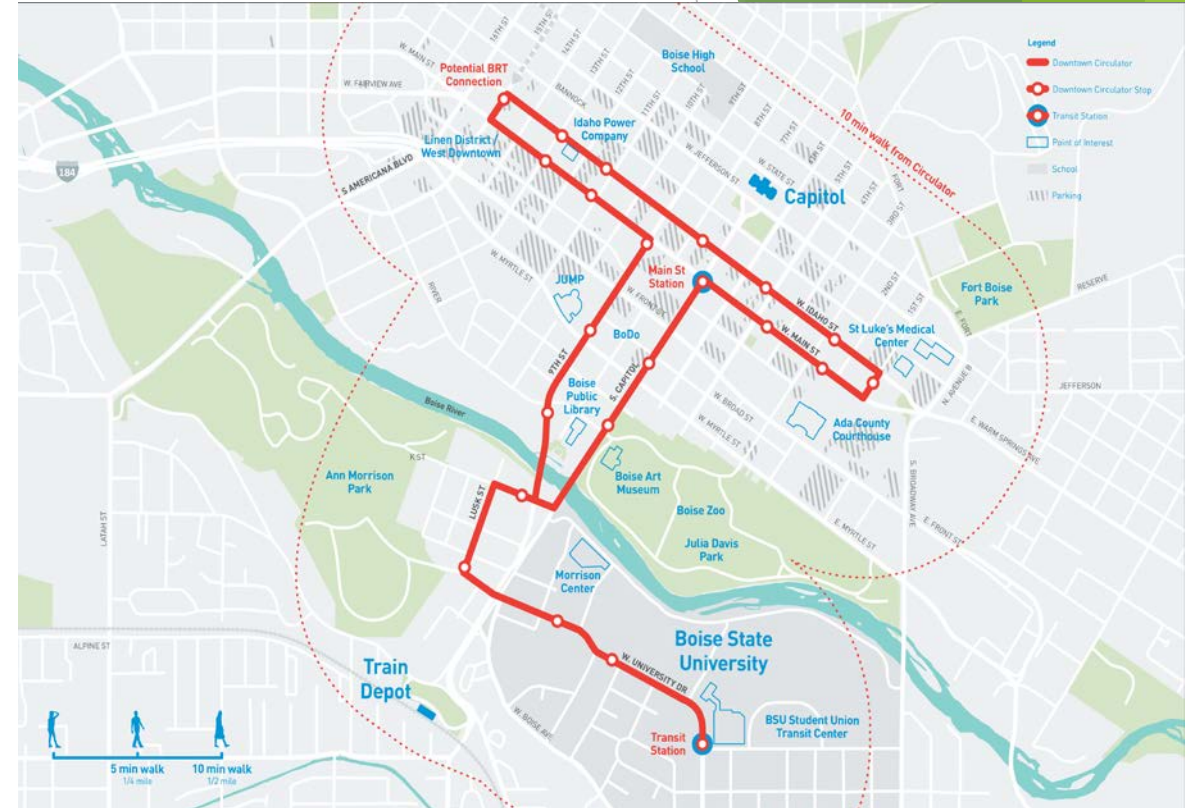 Legend
Downtown Circulator
Downtown Circulator Stop
Transit Station
Point of Interest
School
Parking
10 min walk from Circulator
16TH ST
15TH ST
14TH ST
13TH ST
12TH ST
11TH ST
10TH ST
9TH ST
8TH ST
7TH ST
6TH ST
5TH ST
4TH ST
3RD ST
2ND ST
1ST ST
FORT
W. MAIN ST
W. FAIRVIEW AVE
BANNOCK
W. JEFFERSON ST
W. STATE ST
Boise High
School
Potential BRT
Connection
Idaho Power
Company
Linen District /
West Downtown
184
S AMERICANA BLVD
Capitol
W. MYRTLE ST
RIVER
JUMP
Main St
Station
W. FRONT ST
BoDo
W. IDAHO ST
W. MAIN ST
St Luke's Medical
Center
Fort Boise
Park
RESERVE
E. FORT
N. AVENUE B
JEFFERSON
9TH ST
S. CAPITOL
Boise
Public
Library
Boise River
W. BROAD ST
W. MYRTLE ST
Ada County
Courthouse
E. WARM SPRINGS AVE
S. BROADWAY AVE
E. FRONT ST
E. MYRTLE ST
Ann Morrison
Park
K ST
LUSK ST
LATAH ST
Boise Art
Museum
Boise Zoo
Julia Davis
Park
Morrison
Center
Boise State
University
W. UNIVERSITY DR
W. BOISE AVE
ALPINE ST
Train
Depot
BSU Student Union
Transit Center
Transit
Station
5 min walk
1/4 mile
10 min walk
1/2 mile